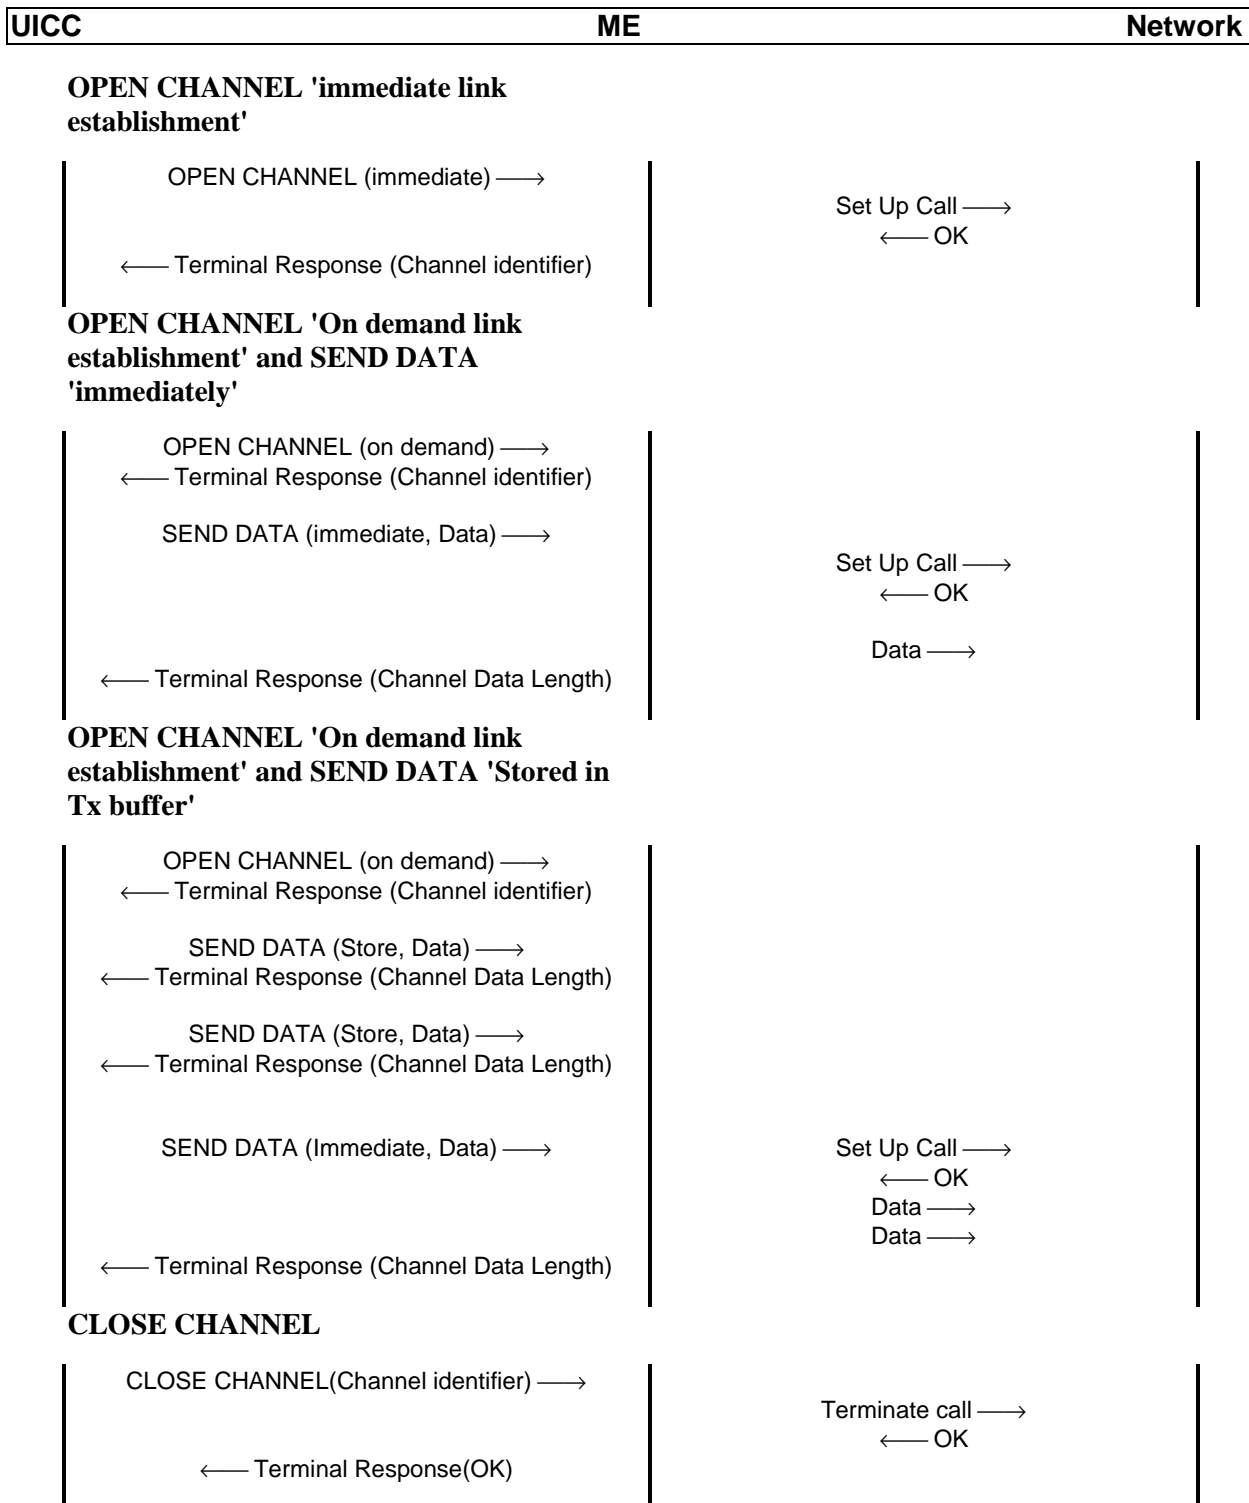 UICC ME Network
OPEN CHANNEL 'immediate link
establishment'
OPEN CHANNEL (immediate) ⟶
Set Up Call ⟶
⟵ OK
⟵ Terminal Response (Channel identifier)
OPEN CHANNEL 'On demand link
establishment' and SEND DATA
'immediately'
OPEN CHANNEL (on demand) ⟶
⟵ Terminal Response (Channel identifier)
SEND DATA (immediate, Data) ⟶
Set Up Call ⟶
⟵ OK
Data ⟶
⟵ Terminal Response (Channel Data Length)
OPEN CHANNEL 'On demand link
establishment' and SEND DATA 'Stored in
Tx buffer'
OPEN CHANNEL (on demand) ⟶
⟵ Terminal Response (Channel identifier)
SEND DATA (Store, Data) ⟶
⟵ Terminal Response (Channel Data Length)
SEND DATA (Store, Data) ⟶
⟵ Terminal Response (Channel Data Length)
SEND DATA (Immediate, Data) ⟶ Set Up Call ⟶
⟵ OK
Data ⟶
Data ⟶
⟵ Terminal Response (Channel Data Length)
CLOSE CHANNEL
CLOSE CHANNEL(Channel identifier) ⟶
Terminate call ⟶
⟵ OK
⟵ Terminal Response(OK)